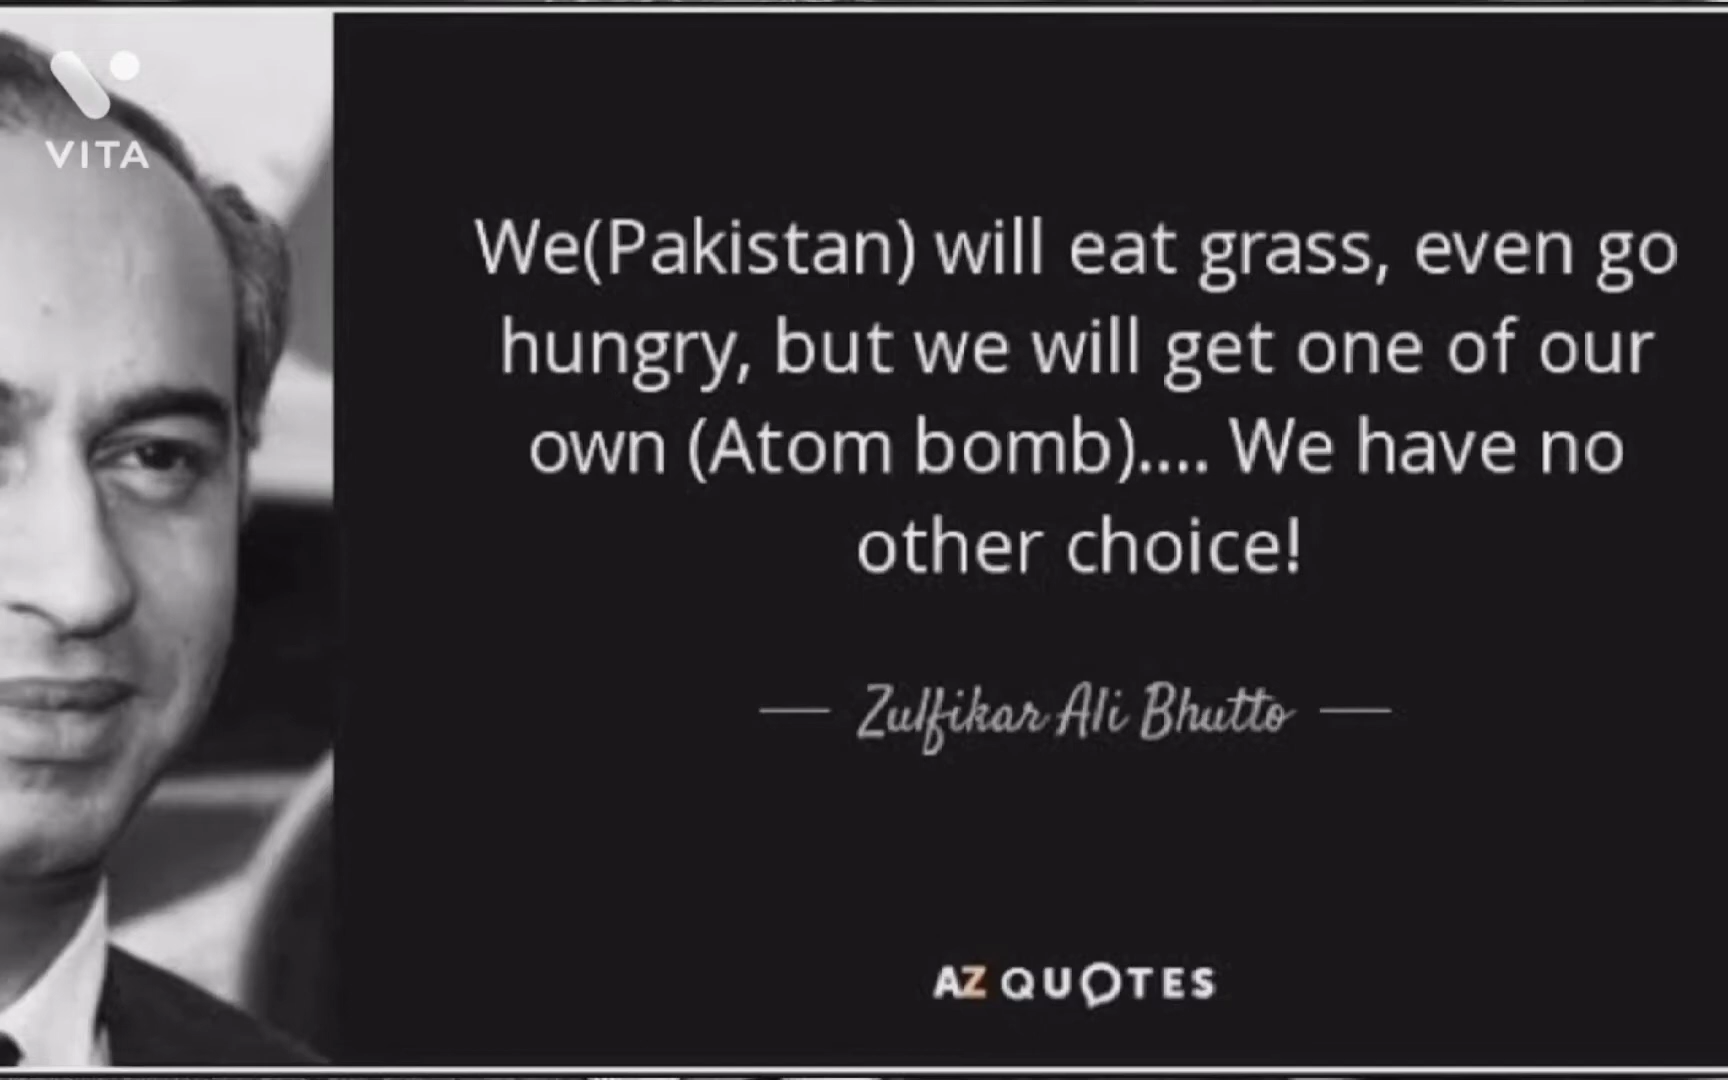 VITA
We(Pakistan) will eat grass, even go
hungry, but we will get one of our
own (Atom bomb).... We have no
other choice!
— Zulfikar Ali Bhutto —
AZ QUOTES